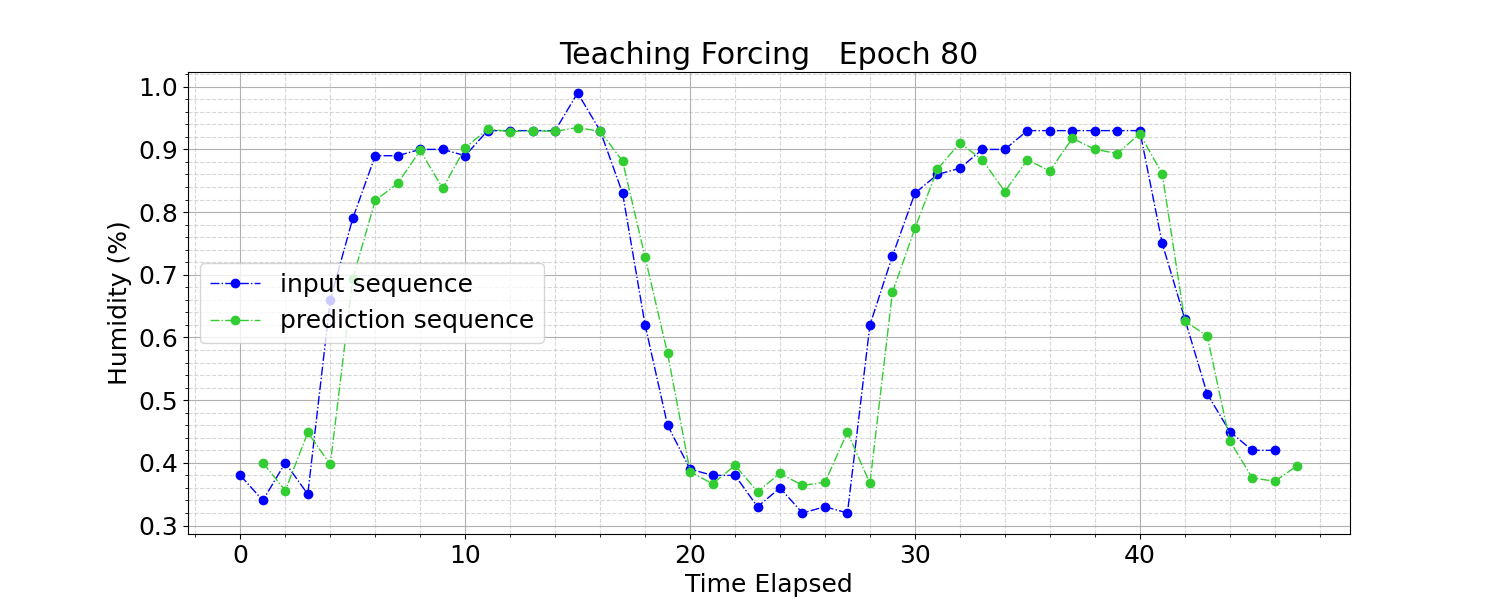 Teaching Forcing   Epoch 80
Humidity (%)
1.0
0.9
0.8
0.7
0.6
0.5
0.4
0.3
input sequence
prediction sequence
0 10 20 30 40
Time Elapsed